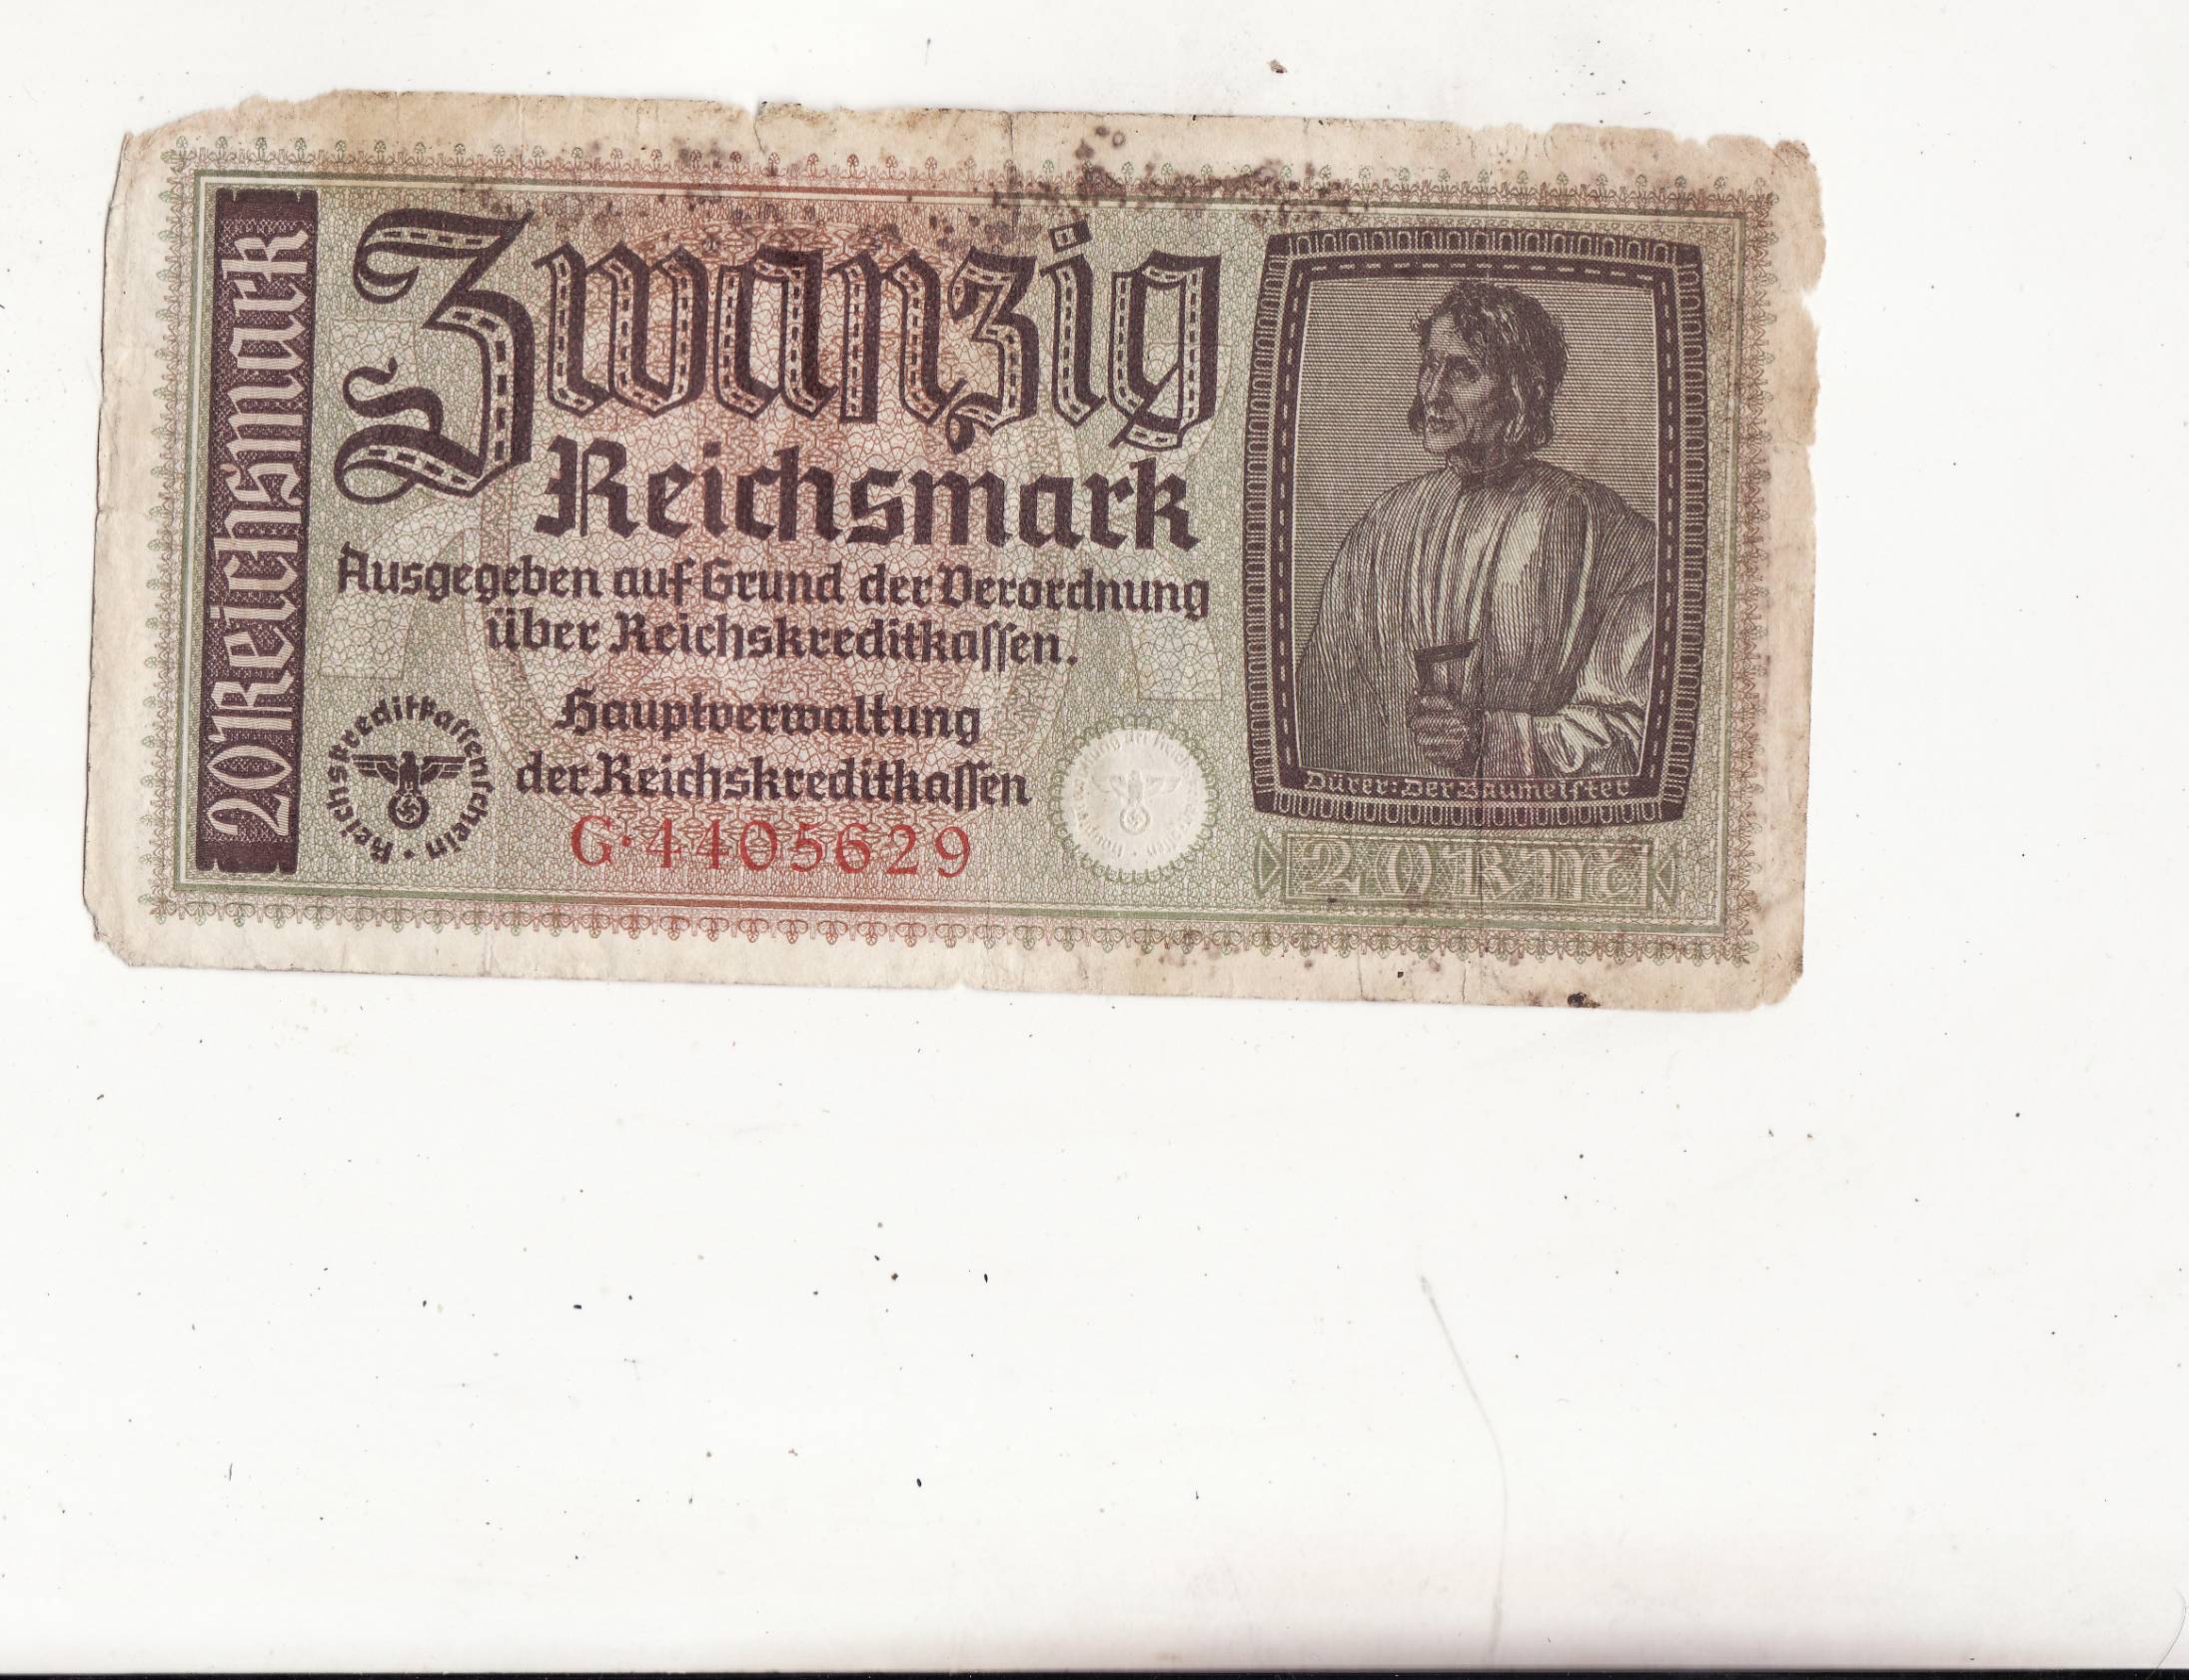 20 Reichsmark
Zwanzig
Reichsmark
Ausgegeben auf Grund der Verordnung
über Reichskreditkassen.
Hauptverwaltung
der Reichskreditkassen
Reichskreditkassenschein
G·4405629
Dürer: Der Baumeister
20 RM